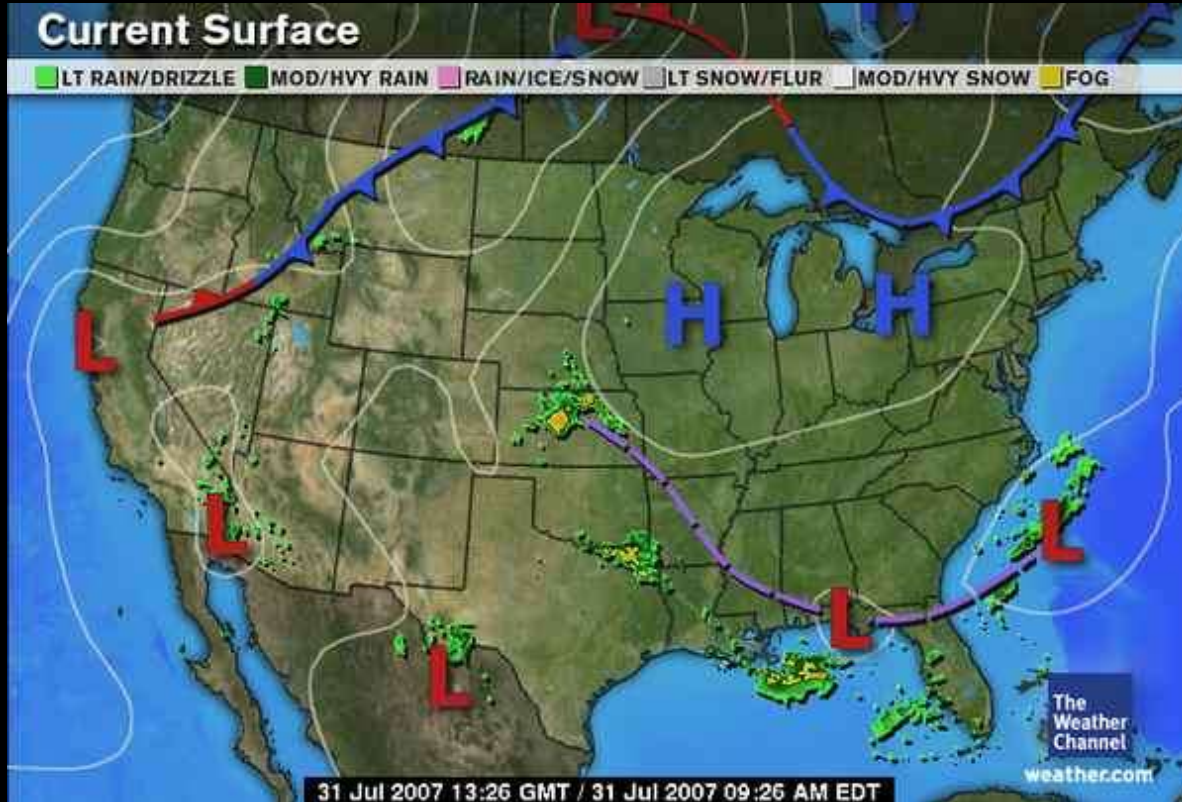 Current Surface
LT RAIN/DRIZZLE MOD/HVY RAIN RAIN/ICE/SNOW LT SNOW/FLUR MOD/HVY SNOW FOG
L
H
H
L
L
L
L
L
The
Weather
Channel
weather.com
31 Jul 2007 13:26 GMT / 31 Jul 2007 09:26 AM EDT